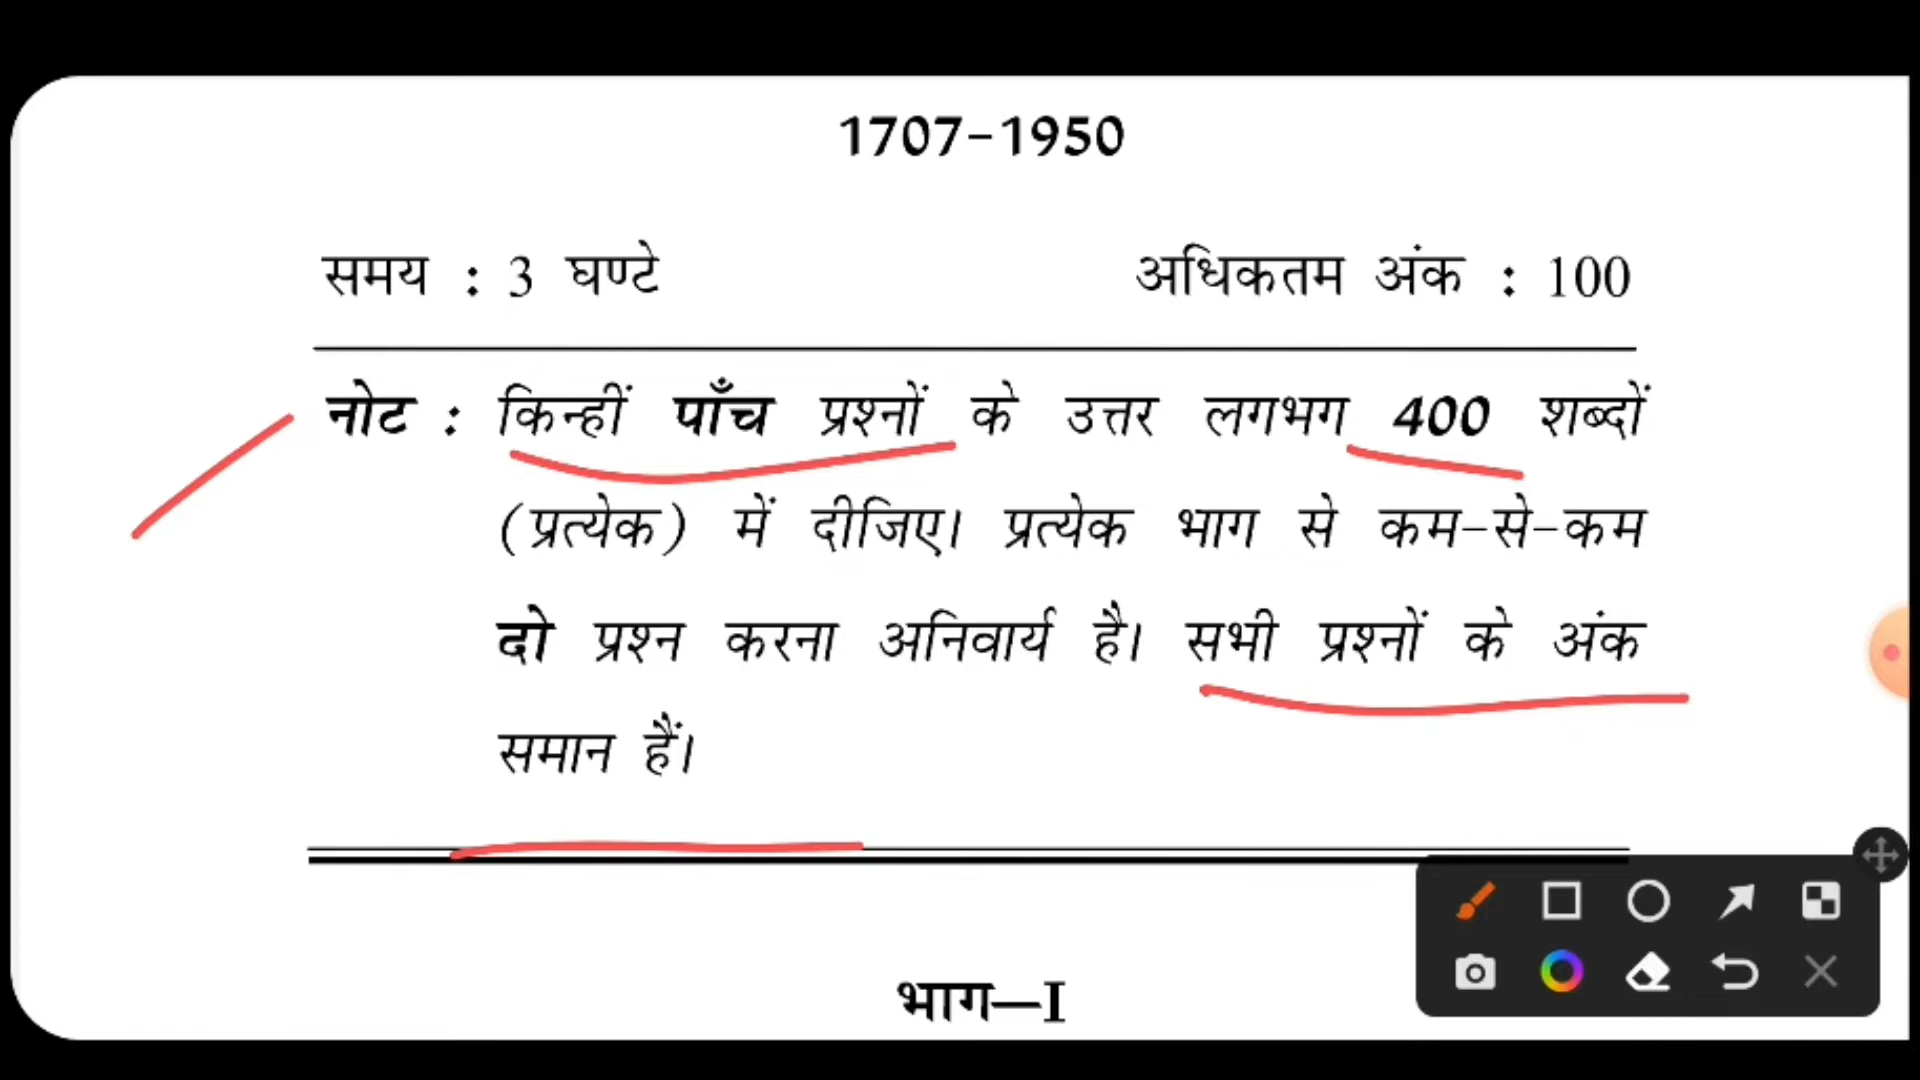 1707-1950
समय : 3 घण्टे अधिकतम अंक : 100
नोट : किन्हीं पाँच प्रश्नों के उत्तर लगभग 400 शब्दों
(प्रत्येक) में दीजिए। प्रत्येक भाग से कम-से-कम
दो प्रश्न करना अनिवार्य है। सभी प्रश्नों के अंक
समान हैं।
भाग—I